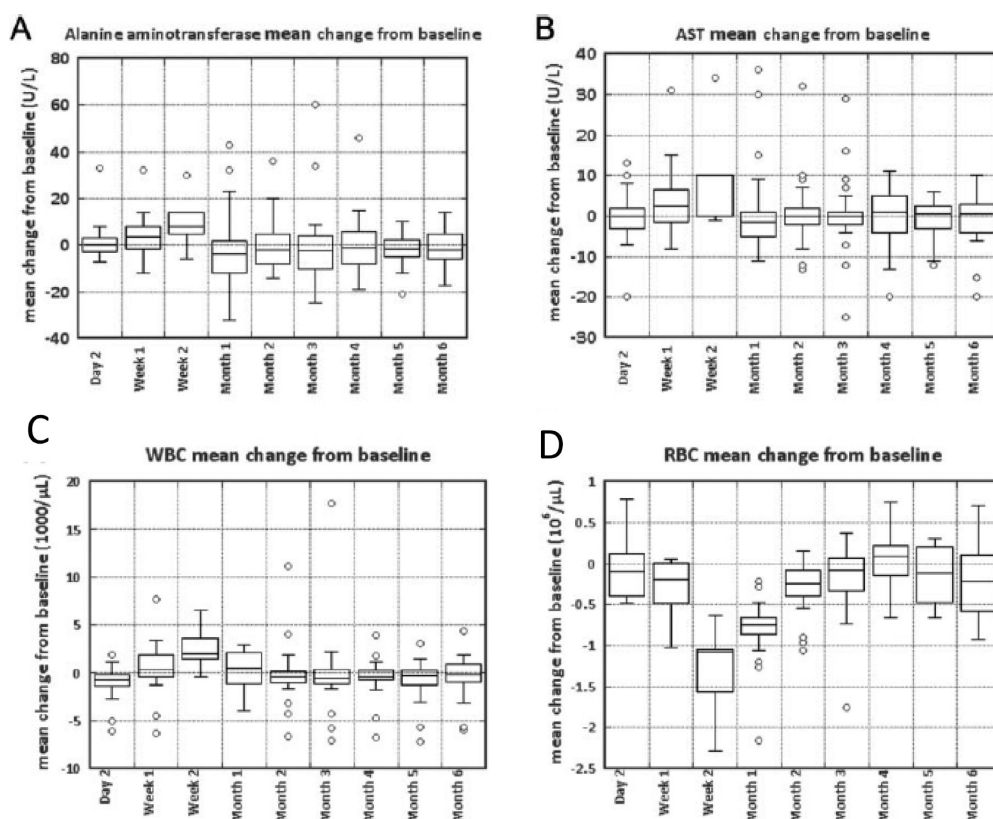 A
Alanine aminotransferase mean change from baseline
mean change from baseline (U/L)
80
60
40
20
0
-20
-40
Day 2
Week 1
Week 2
Month 1
Month 2
Month 3
Month 4
Month 5
Month 6
B
AST mean change from baseline
mean change from baseline (U/L)
40
30
20
10
0
-10
-20
-30
Day 2
Week 1
Week 2
Month 1
Month 2
Month 3
Month 4
Month 5
Month 6
C
WBC mean change from baseline
mean change from baseline (1000/µL)
20
15
10
5
0
-5
-10
Day 2
Week 1
Week 2
Month 1
Month 2
Month 3
Month 4
Month 5
Month 6
D
RBC mean change from baseline
mean change from baseline (10⁶/µL)
1
0.5
0
-0.5
-1
-1.5
-2
-2.5
Day 2
Week 1
Week 2
Month 1
Month 2
Month 3
Month 4
Month 5
Month 6